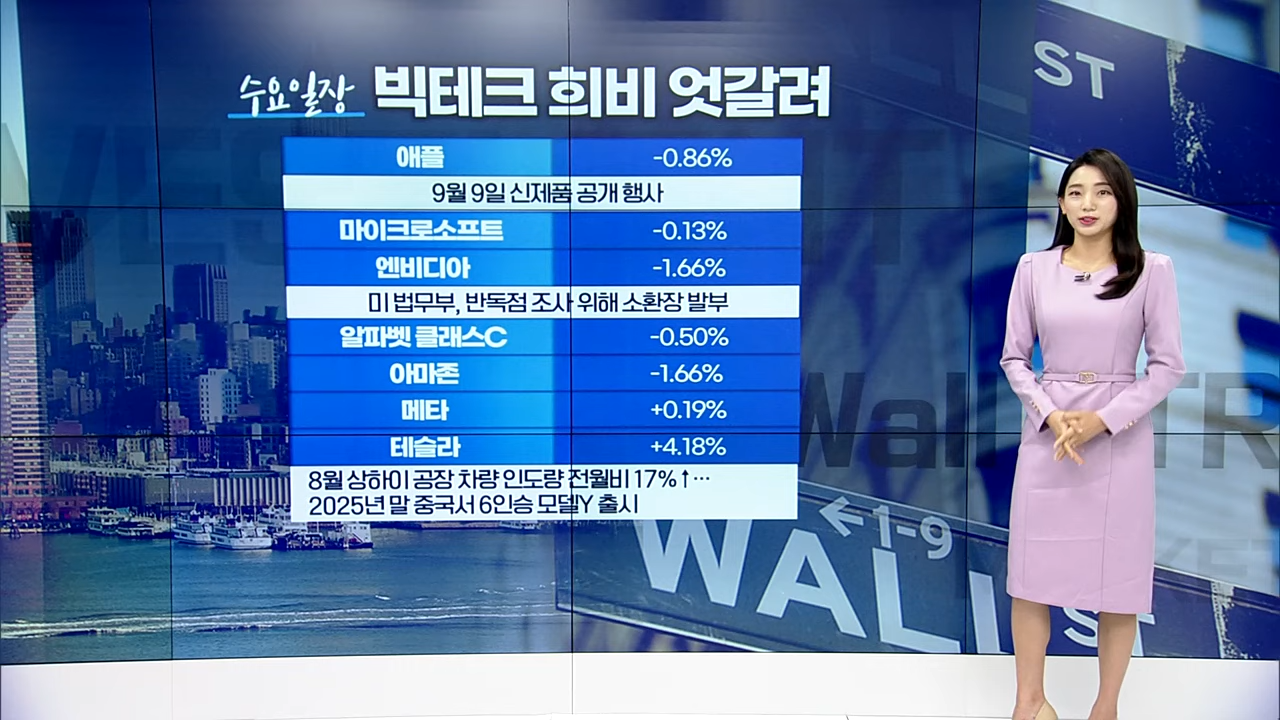 수요일장 빅테크 희비 엇갈려
애플 -0.86%
9월 9일 신제품 공개 행사
마이크로소프트 -0.13%
엔비디아 -1.66%
미 법무부, 반독점 조사 위해 소환장 발부
알파벳 클래스C -0.50%
아마존 -1.66%
메타 +0.19%
테슬라 +4.18%
8월 상하이 공장 차량 인도량 전월비 17%↑…
2025년 말 중국서 6인승 모델Y 출시
ST
Wall
TR
←1-9
WALL ST